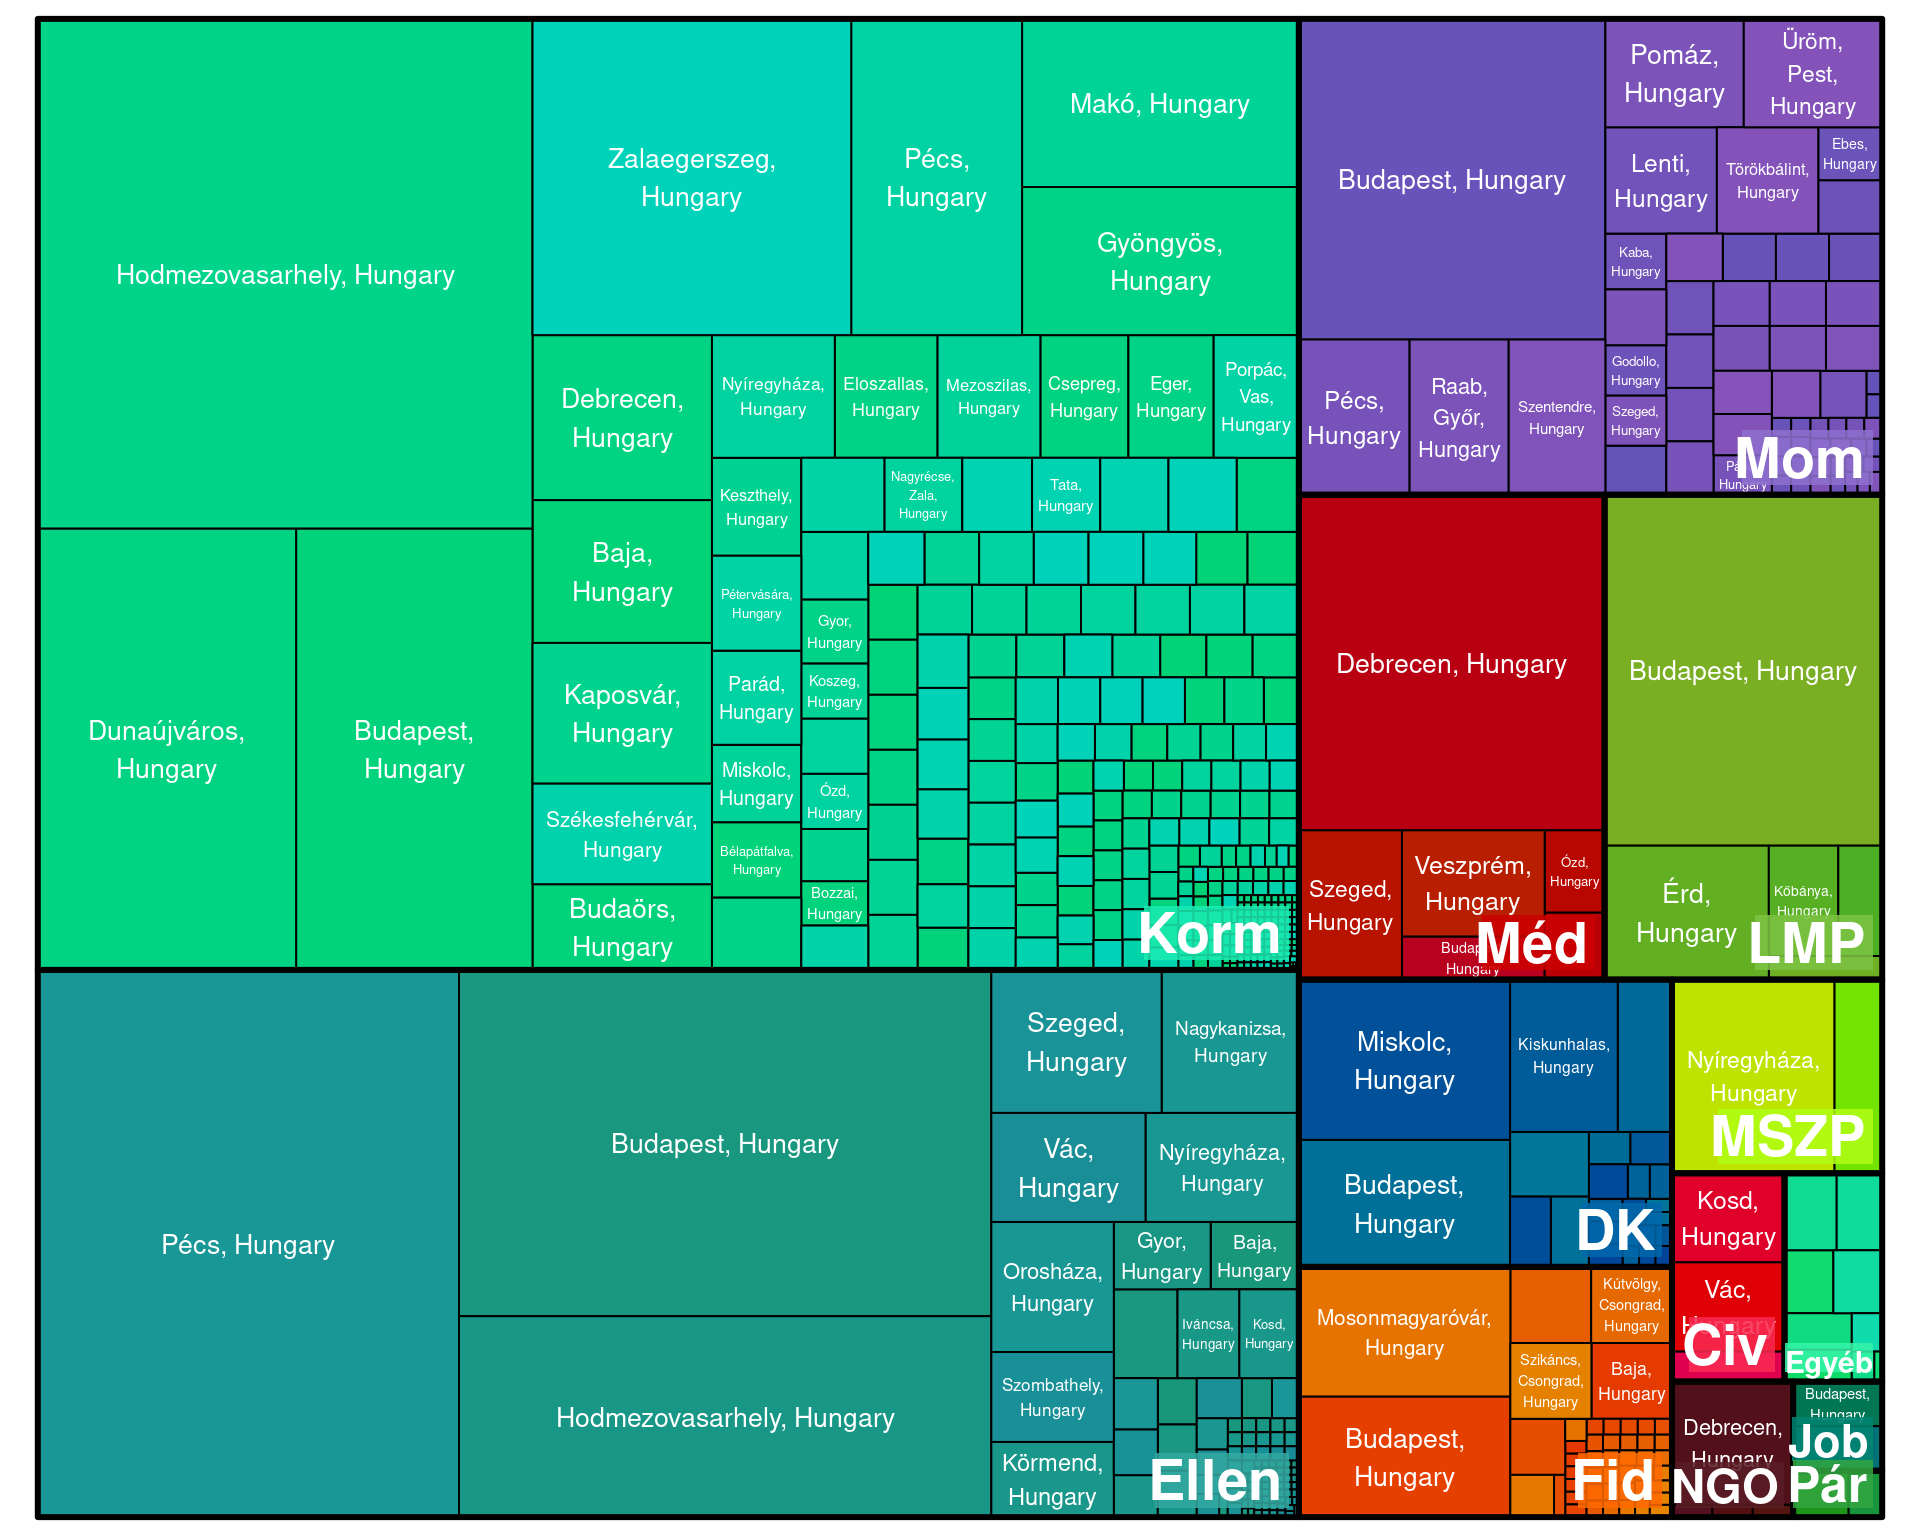 Hodmezovasarhely, Hungary
Dunaújváros,
Hungary
Budapest,
Hungary
Zalaegerszeg,
Hungary
Pécs,
Hungary
Makó, Hungary
Gyöngyös,
Hungary
Debrecen,
Hungary
Baja,
Hungary
Kaposvár,
Hungary
Székesfehérvár,
Hungary
Budaörs,
Hungary
Nyíregyháza,
Hungary
Eloszallas,
Hungary
Mezoszilas,
Hungary
Csepreg,
Hungary
Eger,
Hungary
Porpác,
Vas,
Hungary
Keszthely,
Hungary
Nagyrécse,
Zala,
Hungary
Tata,
Hungary
Pétervására,
Hungary
Gyor,
Hungary
Parád,
Hungary
Koszeg,
Hungary
Miskolc,
Hungary
Ózd,
Hungary
Bélapátfalva,
Hungary
Bozzai,
Hungary
Korm
Pécs, Hungary
Budapest, Hungary
Hodmezovasarhely, Hungary
Szeged,
Hungary
Nagykanizsa,
Hungary
Vác,
Hungary
Nyíregyháza,
Hungary
Orosháza,
Hungary
Gyor,
Hungary
Baja,
Hungary
Iváncsa,
Hungary
Kosd,
Hungary
Szombathely,
Hungary
Körmend,
Hungary
Ellen
Budapest, Hungary
Pomáz,
Hungary
Üröm,
Pest,
Hungary
Lenti,
Hungary
Törökbálint,
Hungary
Ebes,
Hungary
Kaba,
Hungary
Godollo,
Hungary
Szeged,
Hungary
Pécs,
Hungary
Raab,
Győr,
Hungary
Szentendre,
Hungary
Hungary
Mom
Debrecen, Hungary
Szeged,
Hungary
Veszprém,
Hungary
Ózd,
Hungary
Hungary
Méd
Budapest, Hungary
Érd,
Hungary
Kőbánya,
Hungary
LMP
Miskolc,
Hungary
Kiskunhalas,
Hungary
Budapest,
Hungary
DK
Nyíregyháza,
Hungary
MSZP
Mosonmagyaróvár,
Hungary
Kútvölgy,
Csongrad,
Hungary
Szikáncs,
Csongrad,
Hungary
Baja,
Hungary
Budapest,
Hungary
Fid
Kosd,
Hungary
Vác,
Hungary
Civ
Egyéb
Debrecen,
Hungary
NGO
Budapest,
Hungary
Job
Pár